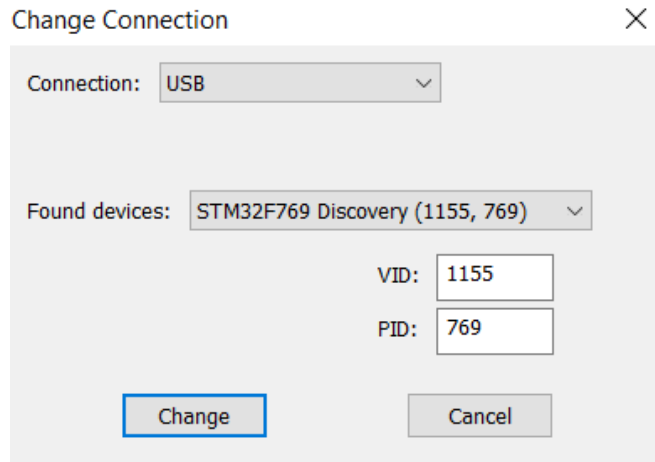 Change Connection
Connection: USB
Found devices: STM32F769 Discovery (1155, 769)
VID: 1155
PID: 769
Change Cancel